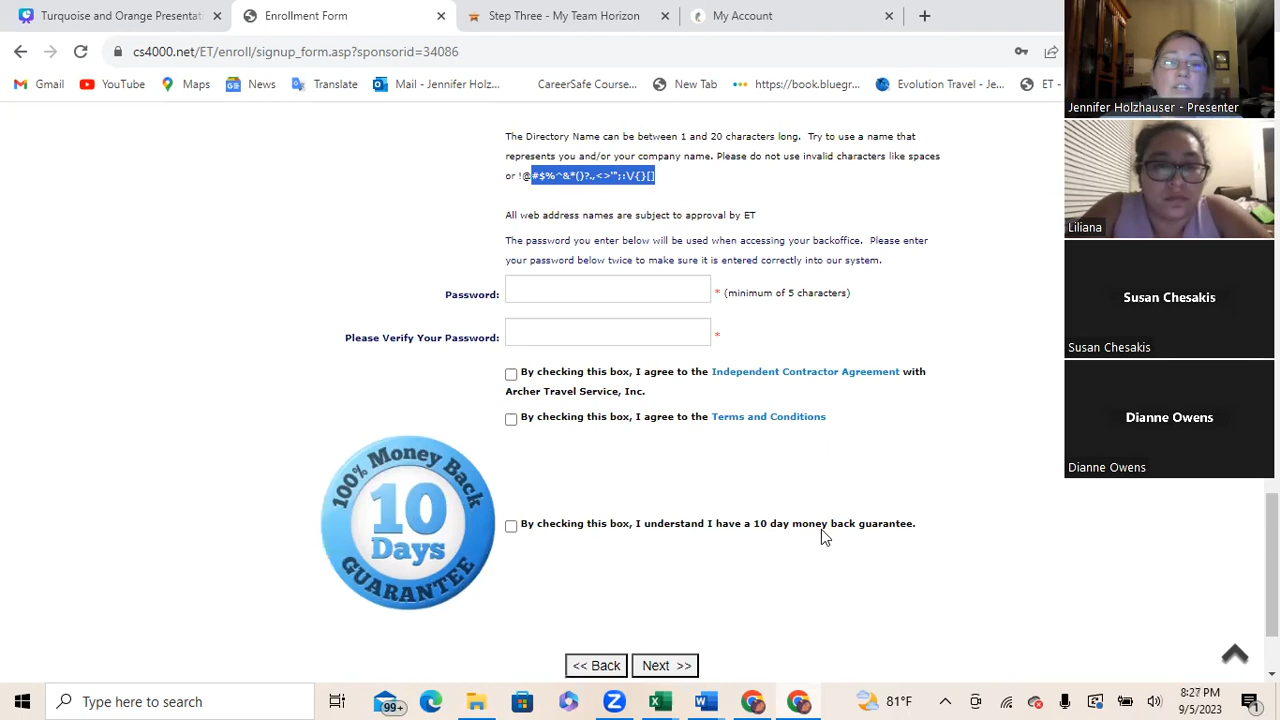 Turquoise and Orange Presentati
Enrollment Form
Step Three - My Team Horizon
My Account
cs4000.net/ET/enroll/signup_form.asp?sponsorid=34086
Gmail
YouTube
Maps
News
Translate
Mail - Jennifer Holz...
CareerSafe Course...
New Tab
https://book.bluegr...
Evolution Travel - Je...
ET -
Jennifer Holzhauser - Presenter
Liliana
Susan Chesakis
Susan Chesakis
Dianne Owens
Dianne Owens
The Directory Name can be between 1 and 20 characters long. Try to use a name that
represents you and/or your company name. Please do not use invalid characters like spaces
or !@#$%^&*()?.,<>'";:\/{}[]
All web address names are subject to approval by ET
The password you enter below will be used when accessing your backoffice. Please enter
your password below twice to make sure it is entered correctly into our system.
Password:
* (minimum of 5 characters)
Please Verify Your Password:
*
By checking this box, I agree to the Independent Contractor Agreement with
Archer Travel Service, Inc.
By checking this box, I agree to the Terms and Conditions
100% Money Back
10
Days
GUARANTEE
By checking this box, I understand I have a 10 day money back guarantee.
<< Back
Next >>
Type here to search
99+
81°F
8:27 PM
9/5/2023
1